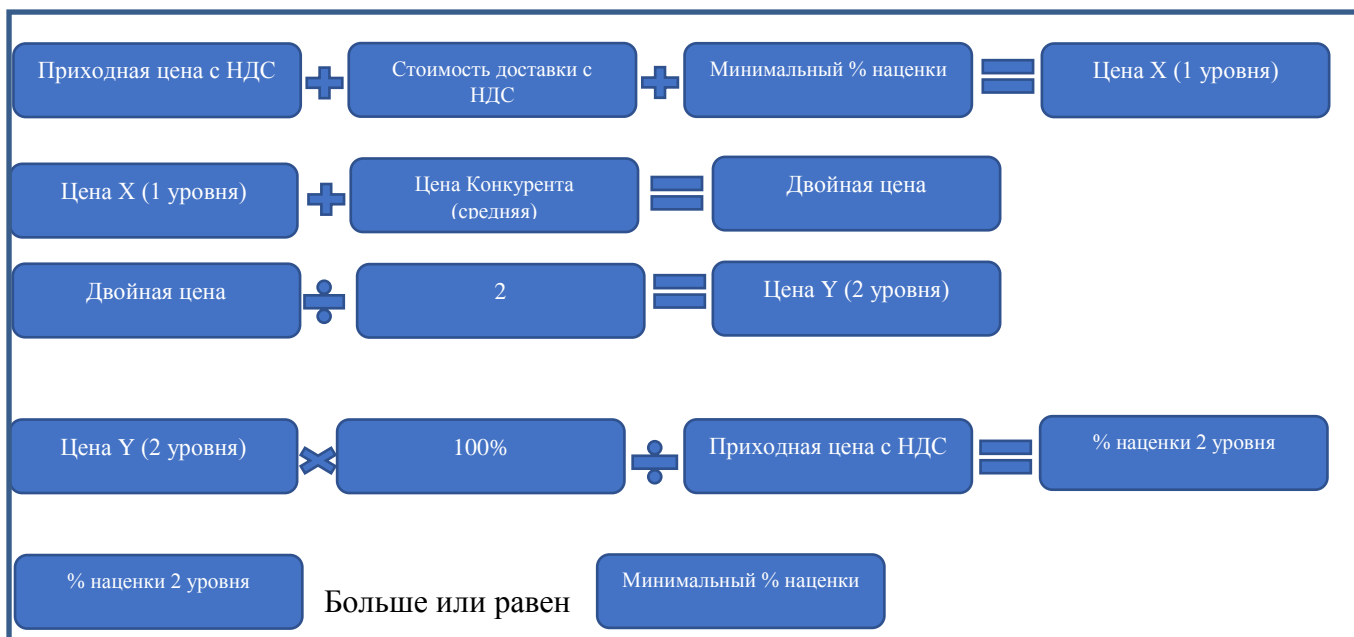 Приходная цена с НДС + Стоимость доставки с НДС + Минимальный % наценки = Цена X (1 уровня)
Цена X (1 уровня) + Цена Конкурента (средняя) = Двойная цена
Двойная цена ÷ 2 = Цена Y (2 уровня)
Цена Y (2 уровня) × 100% ÷ Приходная цена с НДС = % наценки 2 уровня
% наценки 2 уровня Больше или равен Минимальный % наценки